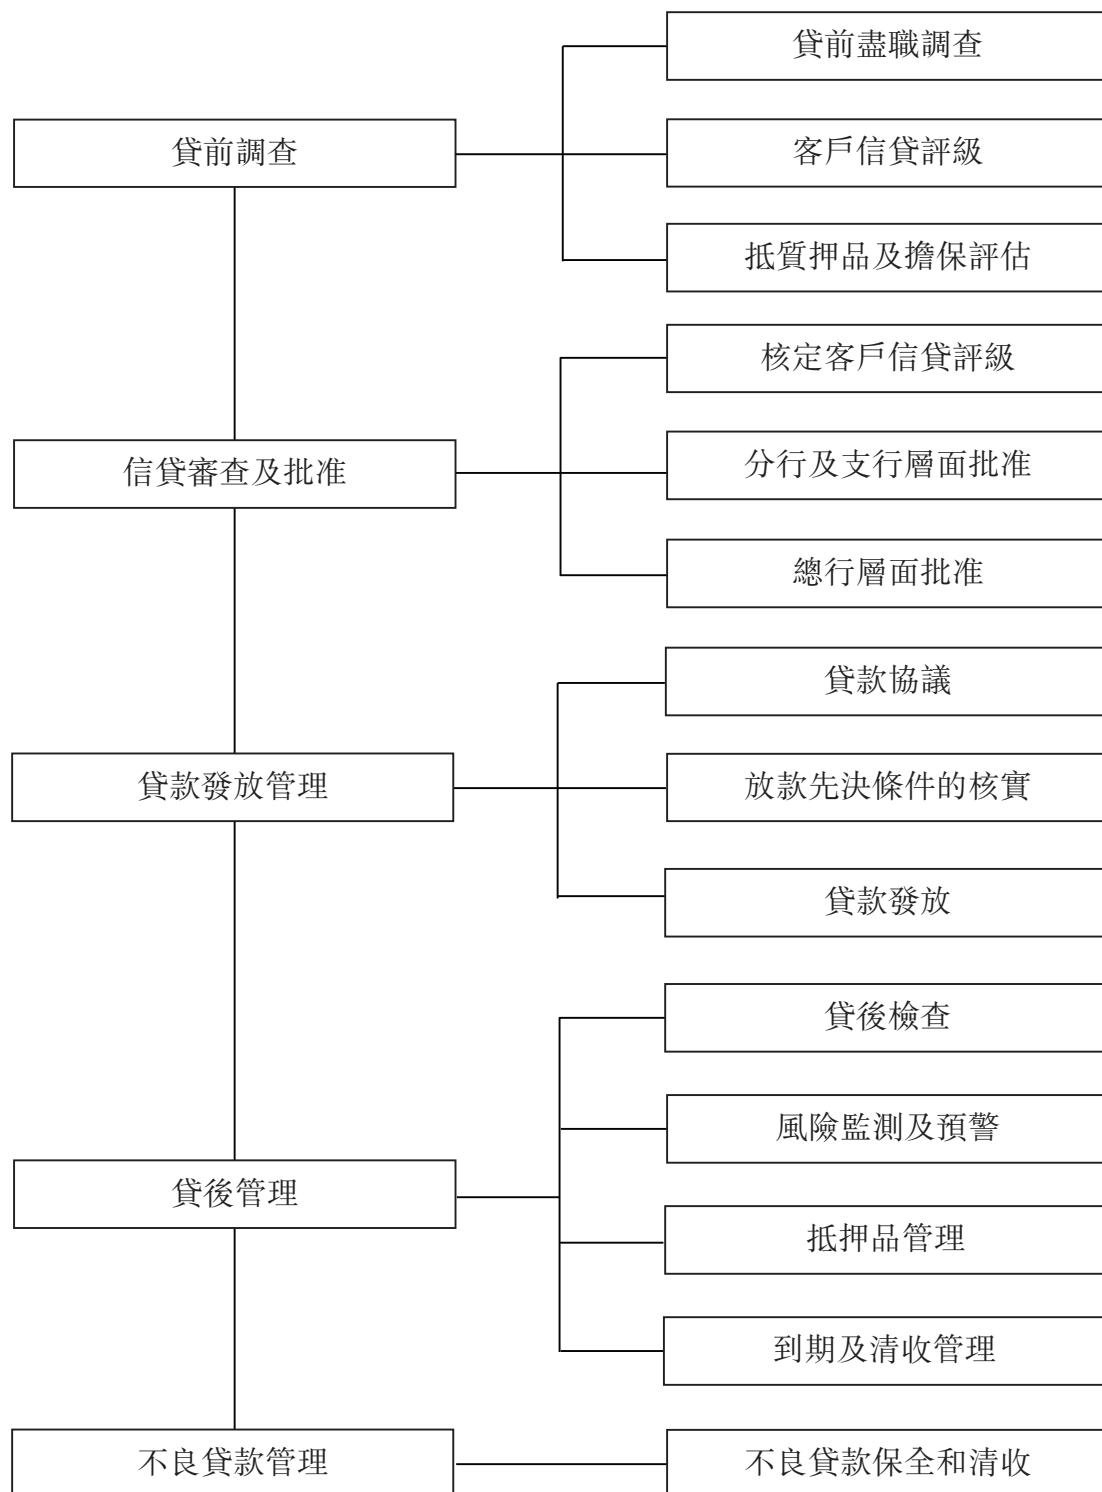 貸前調查
貸前盡職調查
客戶信貸評級
抵質押品及擔保評估
信貸審查及批准
核定客戶信貸評級
分行及支行層面批准
總行層面批准
貸款發放管理
貸款協議
放款先決條件的核實
貸款發放
貸後管理
貸後檢查
風險監測及預警
抵押品管理
到期及清收管理
不良貸款管理
不良貸款保全和清收